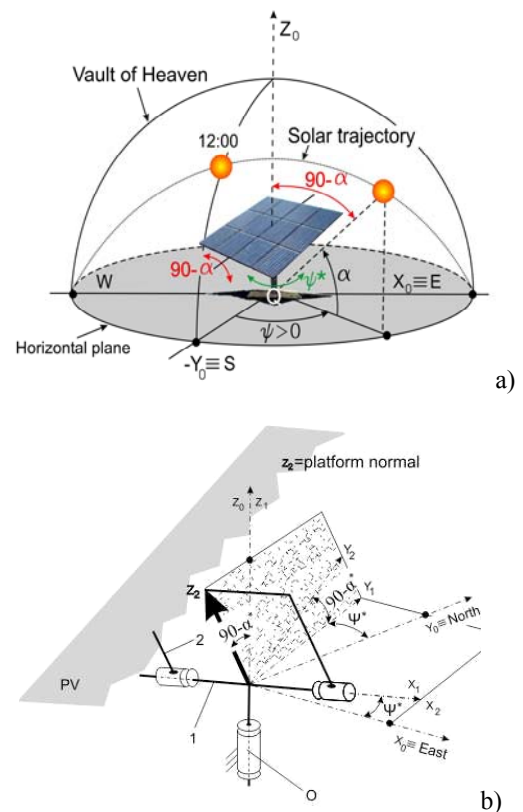 Z₀
Vault of Heaven
12:00
Solar trajectory
90-α
90-α
ψ*
α
W
Q
X₀≡E
ψ>0
Horizontal plane
-Y₀≡S
a)
z₂=platform normal
Z₀ Z₁
Y₂
z₂
90-α*
Y₁
Ψ*
90-α*
Y₀≡North
2
PV
X₁
X₂
Ψ*
1
X₀≡East
O
b)